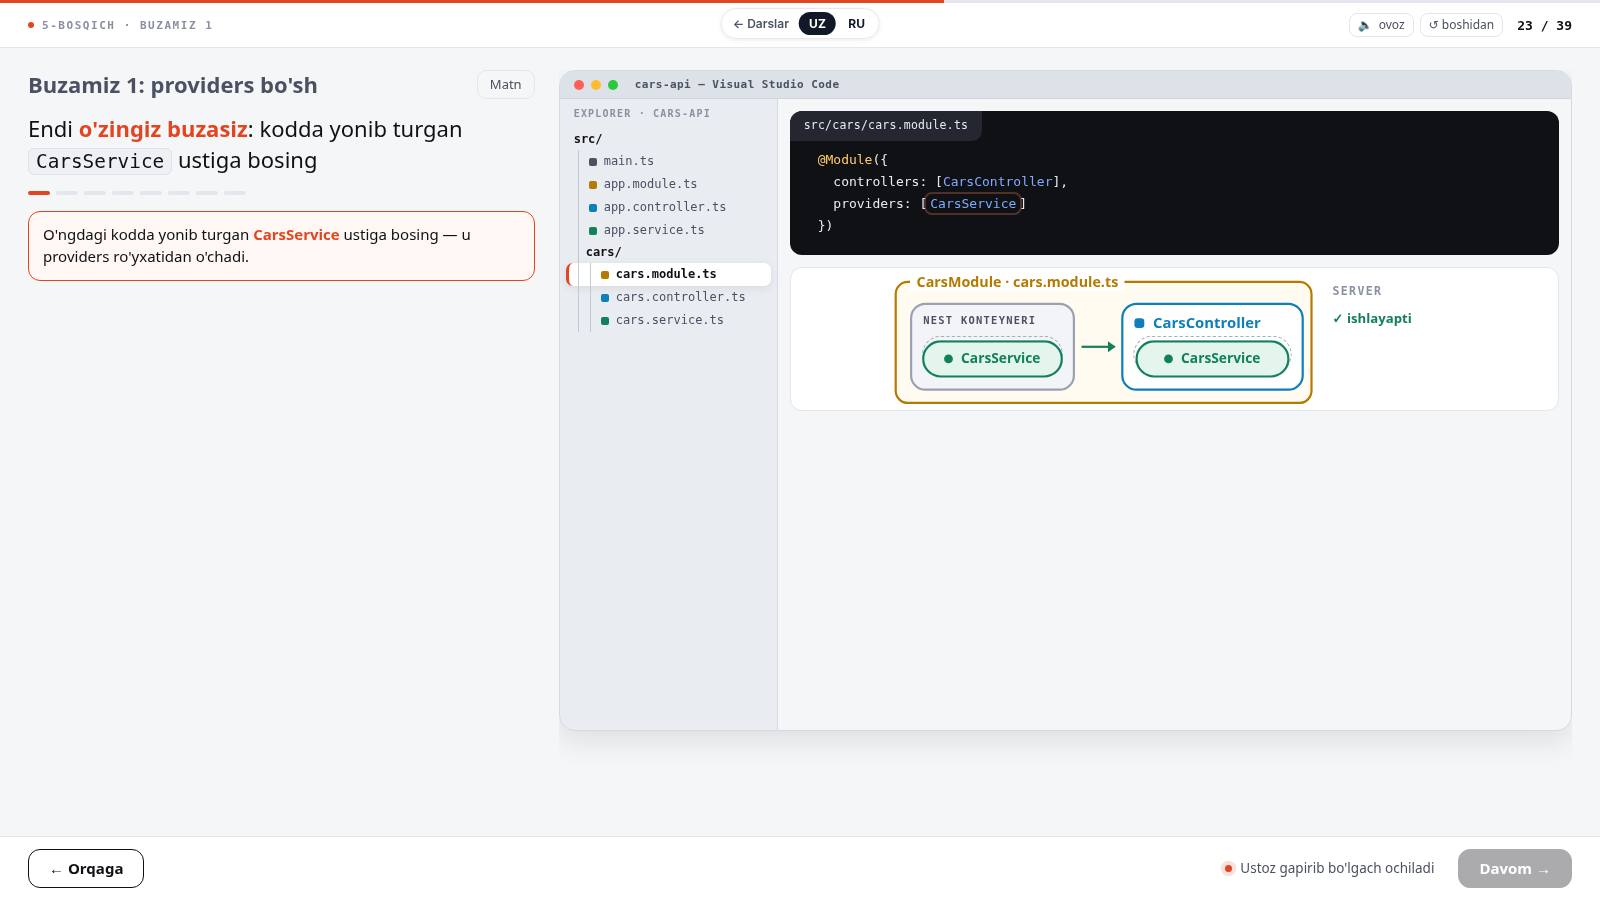 5-BOSQICH · BUZAMIZ 1
← Darslar UZ RU
🔈 ovoz ↺ boshidan 23 / 39
Buzamiz 1: providers bo'sh
Matn
Endi o'zingiz buzasiz: kodda yonib turgan
CarsService ustiga bosing
O'ngdagi kodda yonib turgan CarsService ustiga bosing — u
providers ro'yxatidan o'chadi.
cars-api — Visual Studio Code
EXPLORER · CARS-API
src/
main.ts
app.module.ts
app.controller.ts
app.service.ts
cars/
cars.module.ts
cars.controller.ts
cars.service.ts
src/cars/cars.module.ts
@Module({
controllers: [CarsController],
providers: [CarsService]
})
CarsModule · cars.module.ts
NEST KONTEYNERI
CarsService
CarsController
CarsService
SERVER
✓ ishlayapti
← Orqaga
Ustoz gapirib bo'lgach ochiladi
Davom →